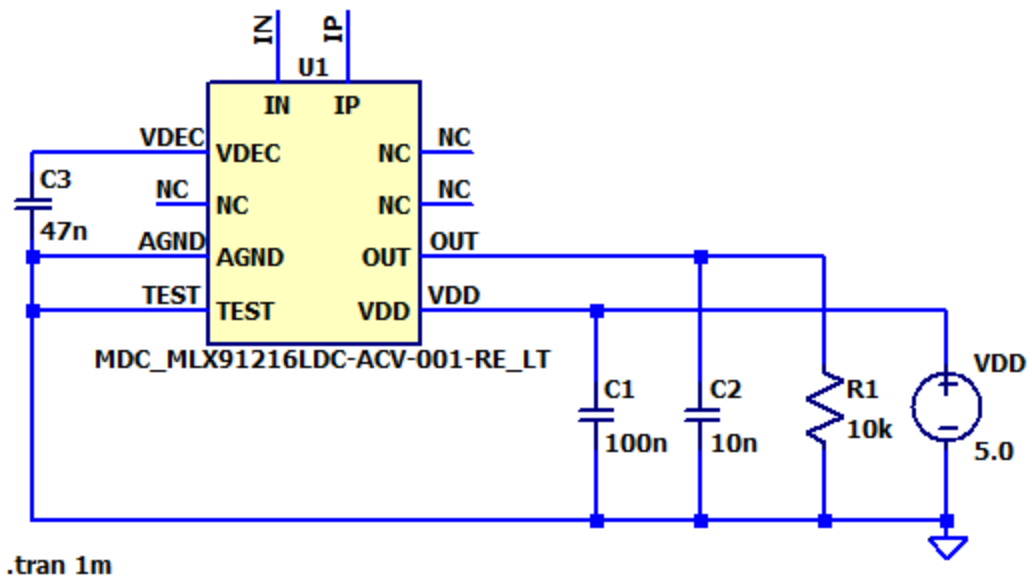 IN
IP
U1
IN IP
VDEC
VDEC
NC
NC
C3
47n
NC
NC
NC
NC
AGND
AGND
OUT
OUT
TEST
TEST
VDD
VDD
MDC_MLX91216LDC-ACV-001-RE_LT
C1
100n
C2
10n
R1
10k
VDD
5.0
.tran 1m